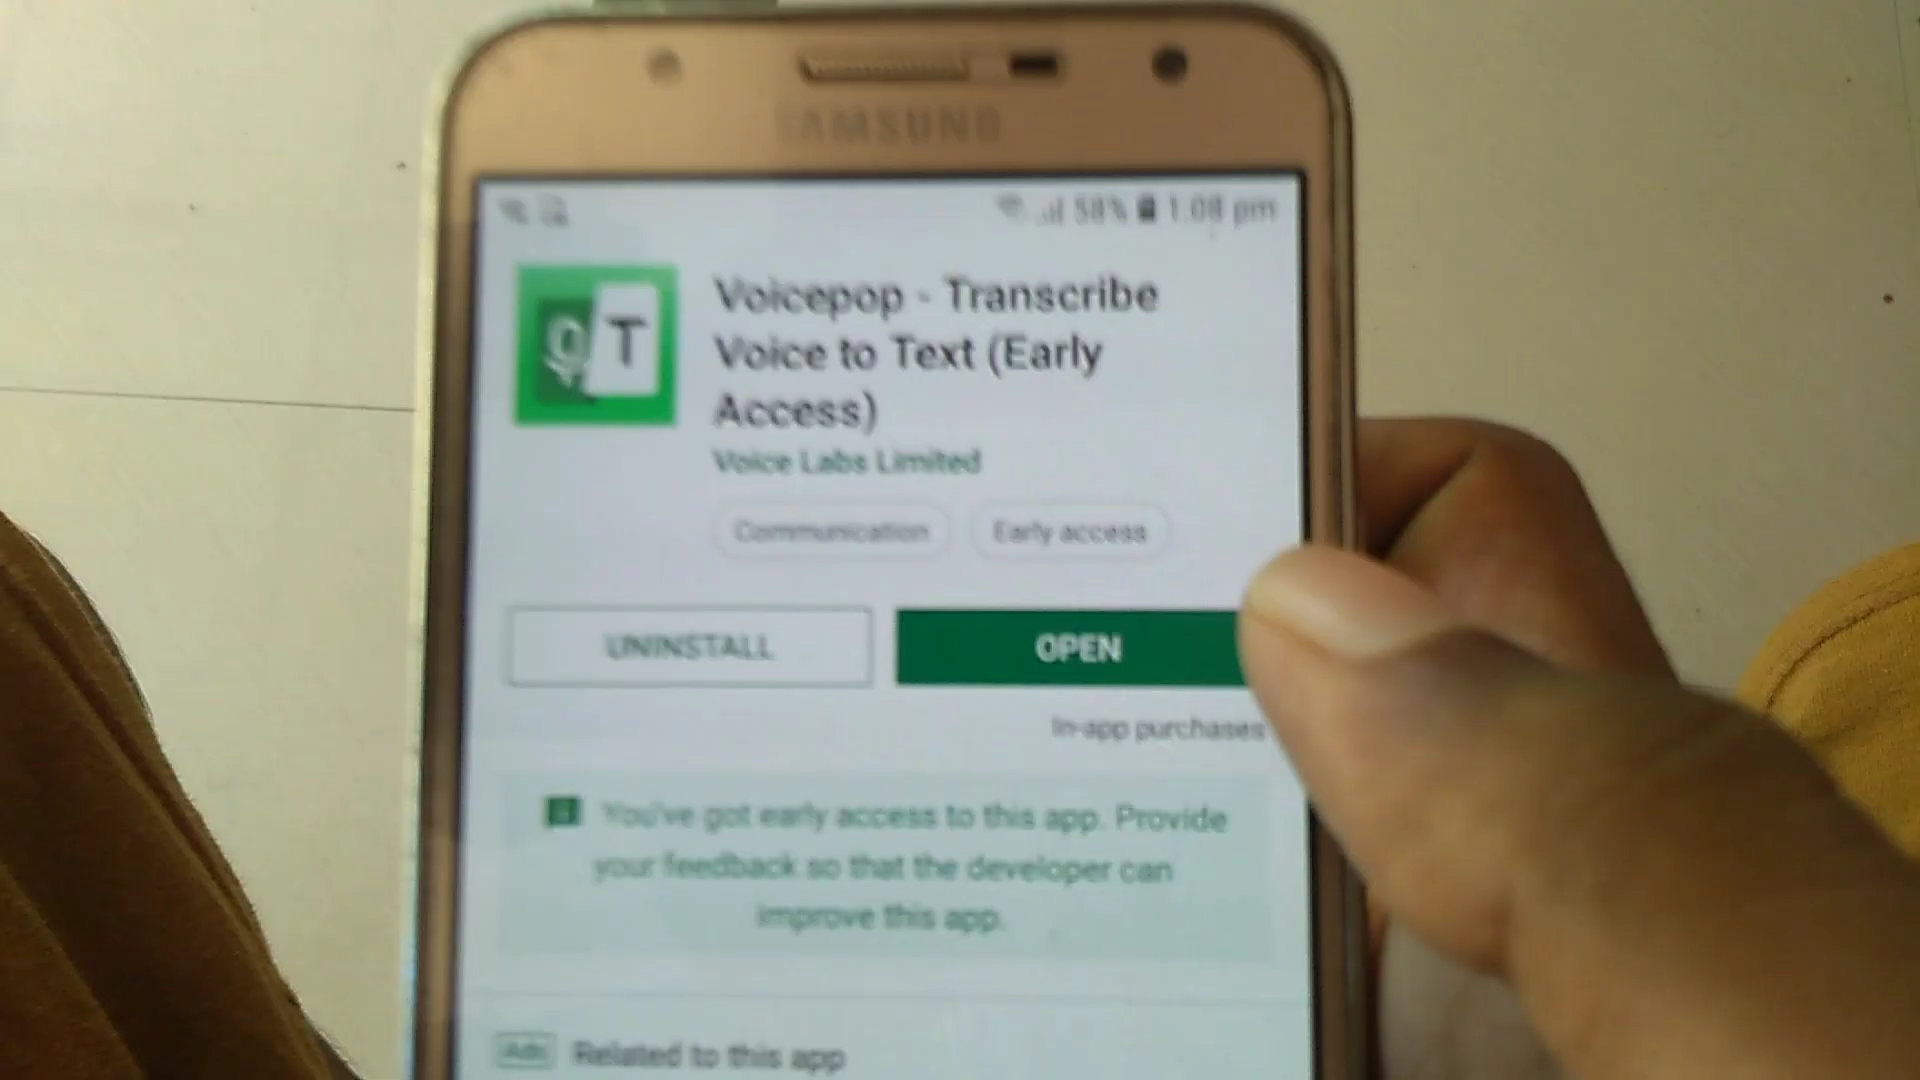 SAMSUNG
58% 1:08 pm
T
Voicepop - Transcribe
Voice to Text (Early
Access)
Voice Labs Limited
Communication
Early access
UNINSTALL
OPEN
In-app purchases
You've got early access to this app. Provide
your feedback so that the developer can
improve this app.
Ads Related to this app